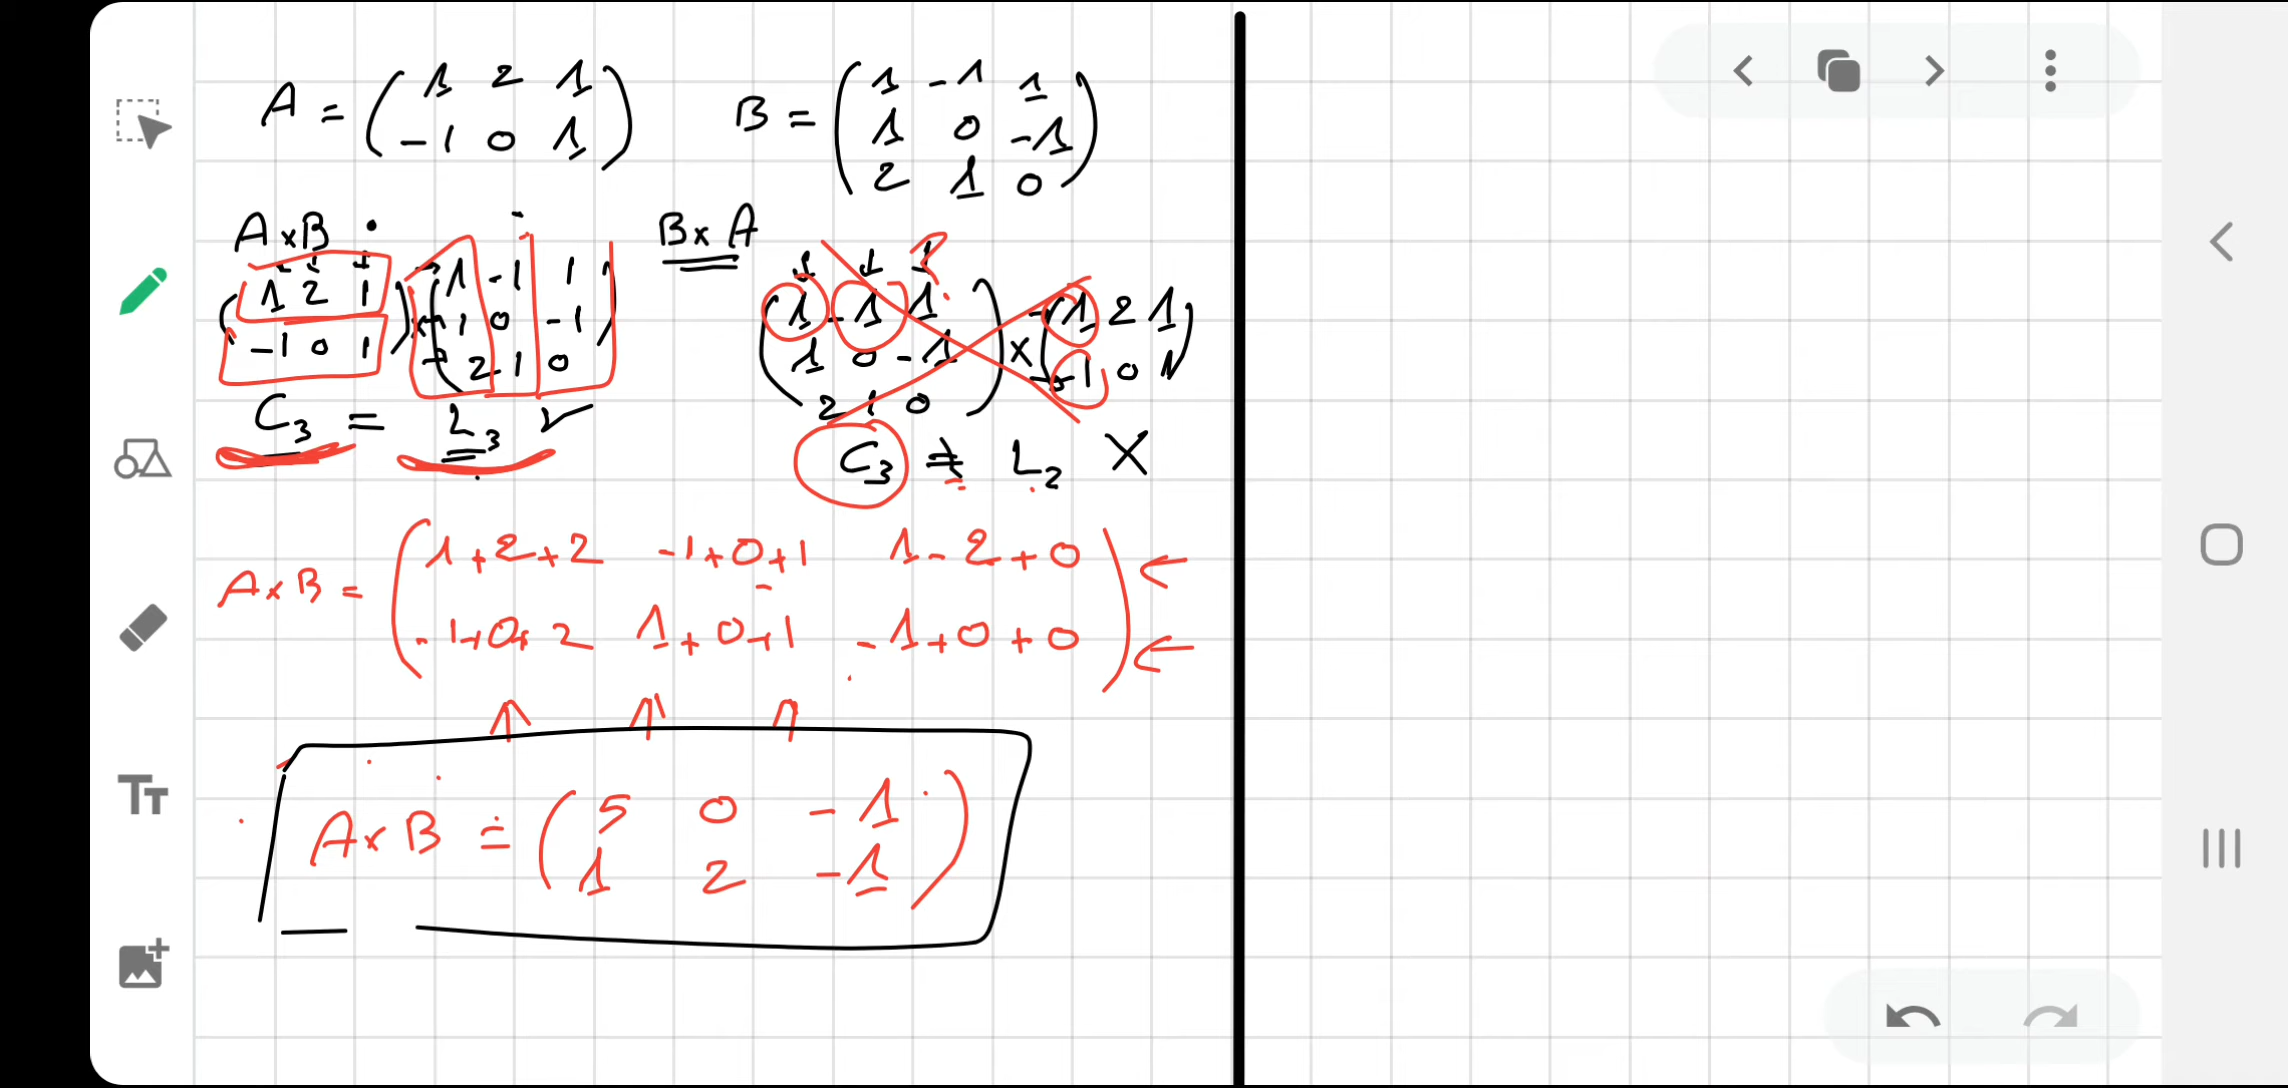 A = ( 1 2 1    B = ( 1 -1 1
-1 0 1 )    1 0 -1
2 1 0 )
A x B    B x A
( 1 2 1    ( 1 -1 1    ( 1 -1 1    ( 1 2 1
-1 0 1 ) x    1 0 -1    1 0 -1    x    -1 0 1 )
2 1 0 )    2 1 0 )
C3 = L3 ✓    C3 ≠ L2 X
A x B = ( 1+2+2 -1+0+1 1-2+0
-1+0+2 1+0+1 -1+0+0 )
A x B = ( 5 0 -1
1 2 -1 )
Tт